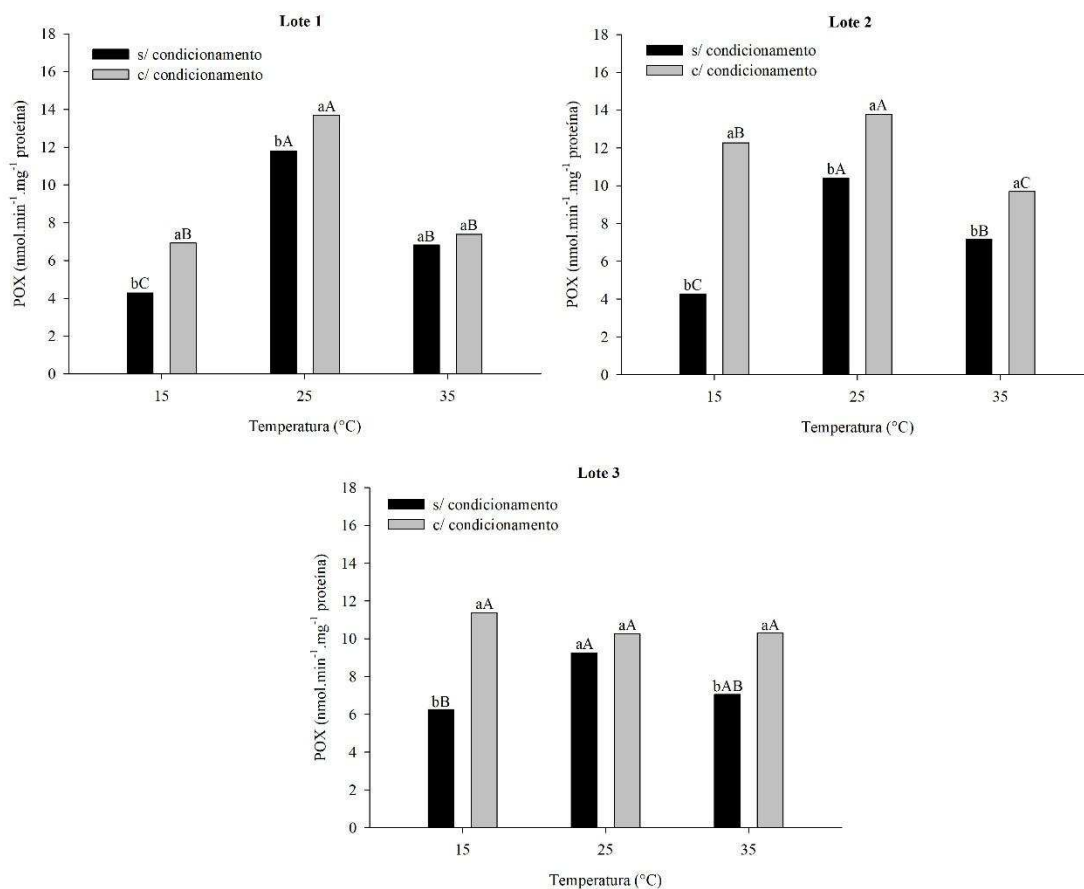 Lote 1
s/ condicionamento
c/ condicionamento
POX (nmol.min⁻¹.mg⁻¹ proteína)
18
16
14
12
10
8
6
4
2
0
bC
aB
bA
aA
aB
aB
15
25
35
Temperatura (°C)
Lote 2
s/ condicionamento
c/ condicionamento
POX (nmol.min⁻¹.mg⁻¹ proteína)
18
16
14
12
10
8
6
4
2
0
bC
aB
bA
aA
bB
aC
15
25
35
Temperatura (°C)
Lote 3
s/ condicionamento
c/ condicionamento
POX (nmol.min⁻¹.mg⁻¹ proteína)
18
16
14
12
10
8
6
4
2
0
bB
aA
aA
aA
bAB
aA
15
25
35
Temperatura (°C)